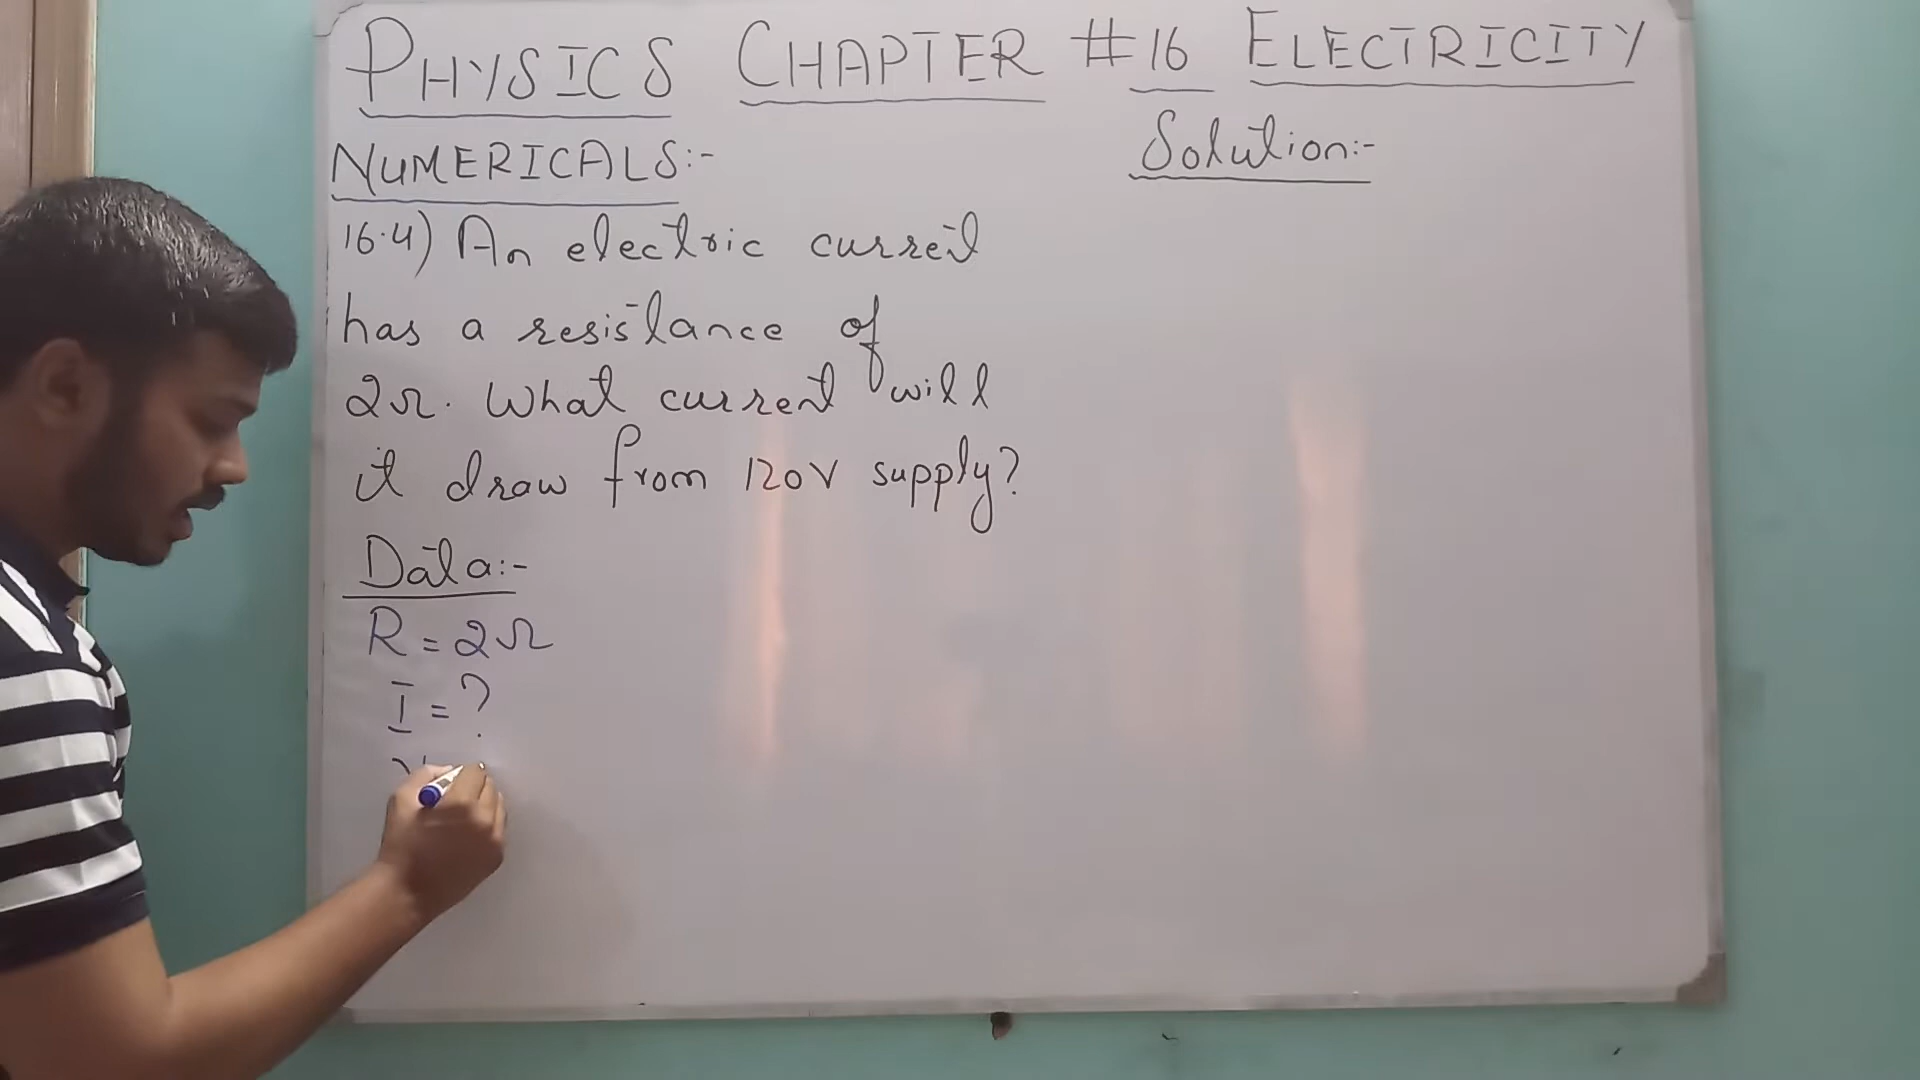 PHYSICS CHAPTER #16 ELECTRICITY
NUMERICALS:-
16.4) An electric current
has a resistance of
2Ω. What current will
it draw from 120V supply?
Data:-
R = 2Ω
I = ?
Solution:-